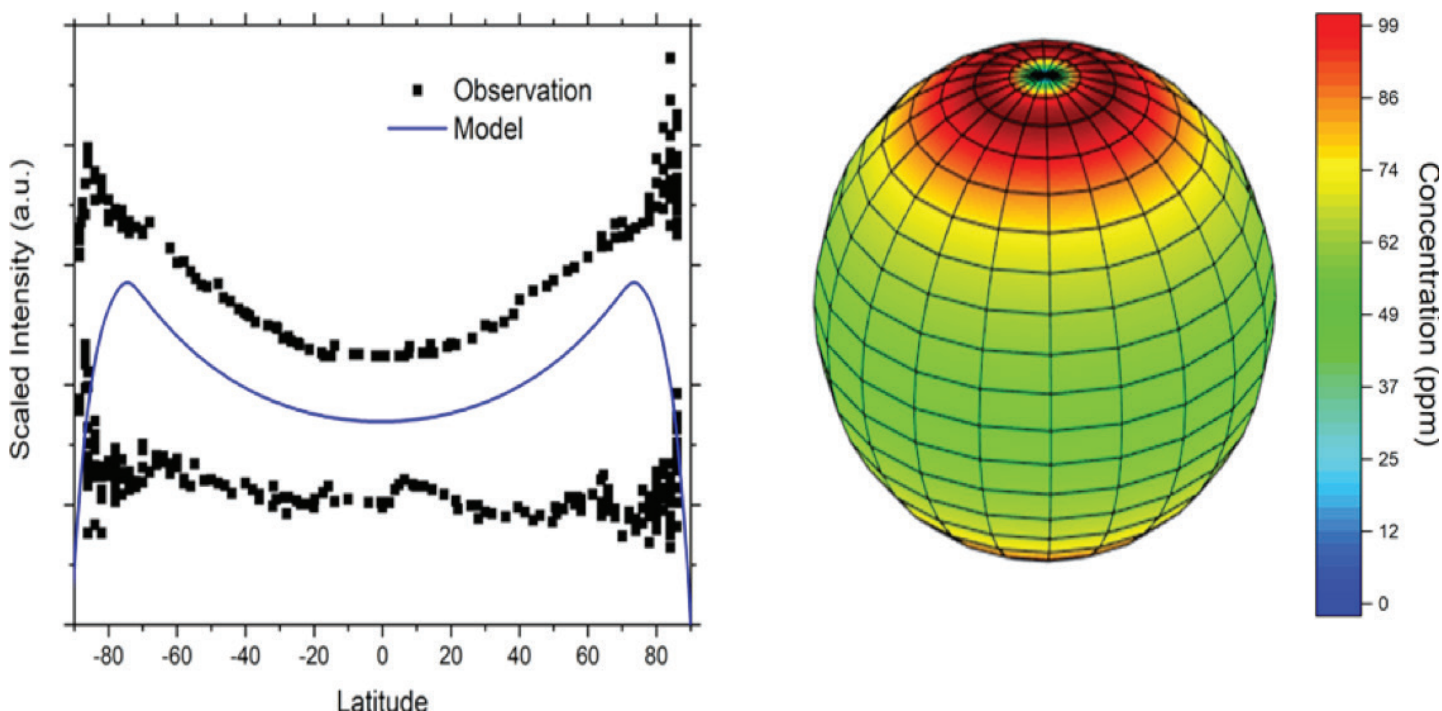 Scaled Intensity (a.u.)
Observation
Model
-80 -60 -40 -20 0 20 40 60 80
Latitude
99
86
74
62
49
37
25
12
0
Concentration (ppm)